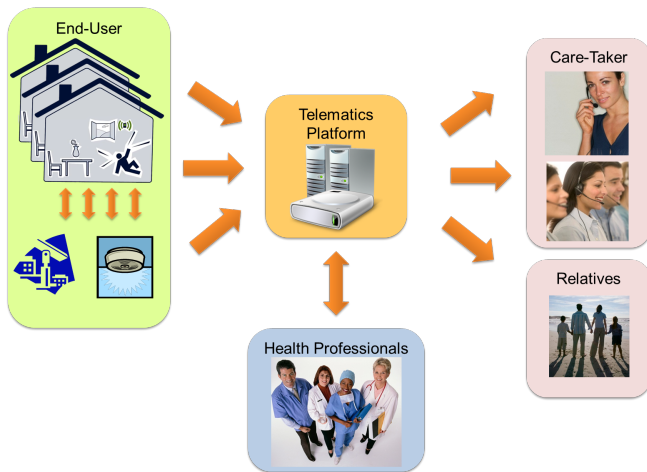 End-User
Telematics
Platform
Care-Taker
Relatives
Health Professionals